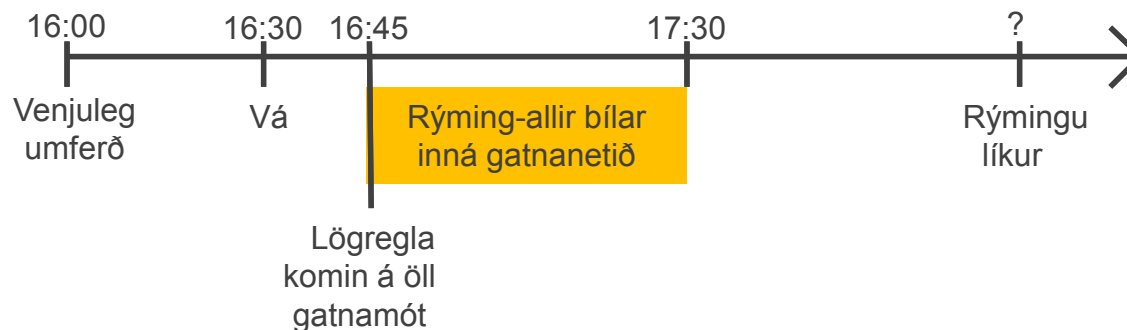 16:00 16:30 16:45 17:30 ?
Venjuleg
umferð
Vá
Rýming-allir bílar
inná gatnanetið
Rýmingu
líkur
Lögregla
komin á öll
gatnamót